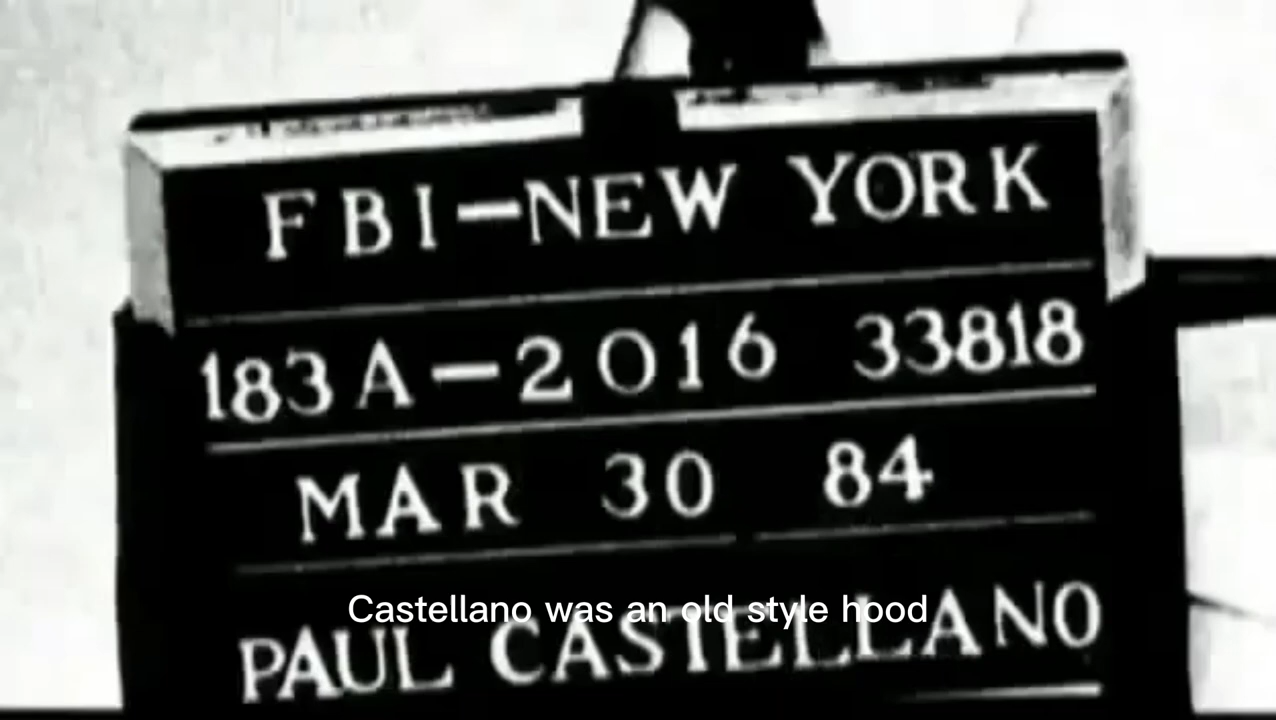 FBI-NEW YORK
183A-2016 33818
MAR 30 84
Castellano was an old style hood
PAUL CASTELLANO